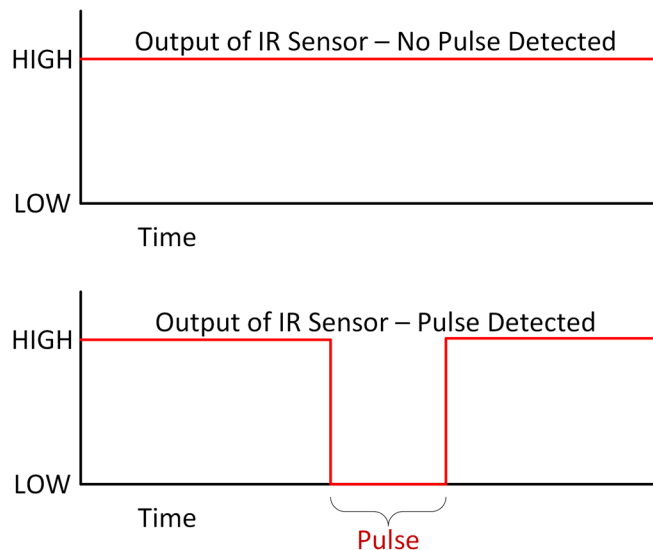 Output of IR Sensor – No Pulse Detected
HIGH
LOW
Time
Output of IR Sensor – Pulse Detected
HIGH
LOW
Time
Pulse